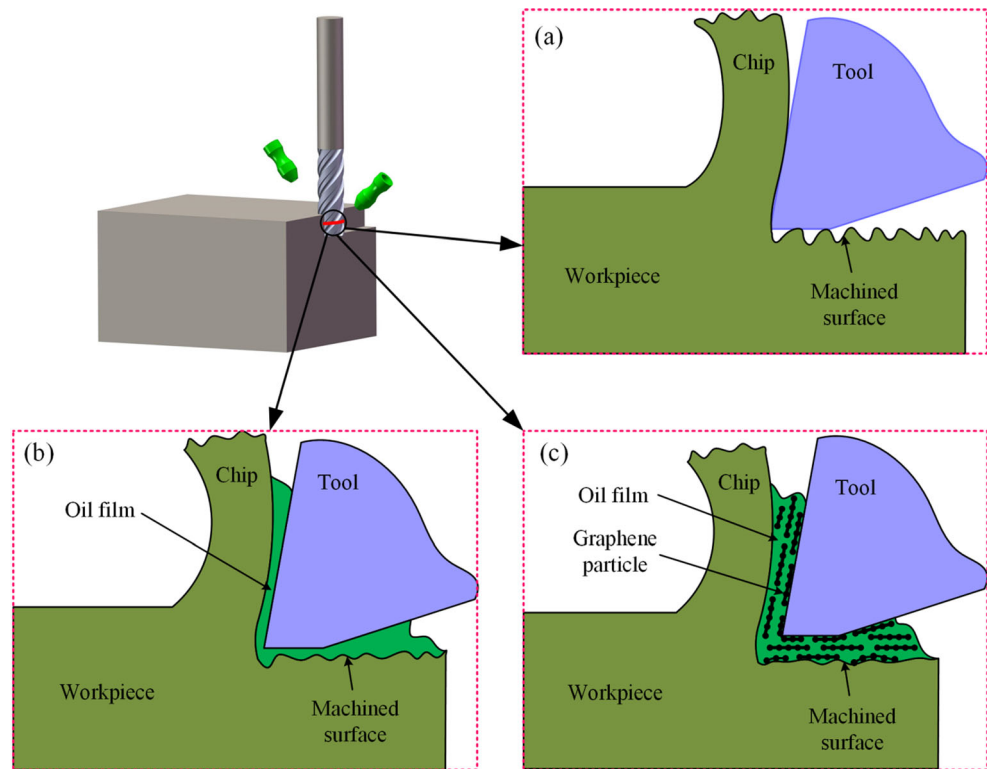 (a)
Chip
Tool
Workpiece
Machined
surface
(b)
Chip
Tool
Oil film
Workpiece
Machined
surface
(c)
Chip
Tool
Oil film
Graphene
particle
Workpiece
Machined
surface